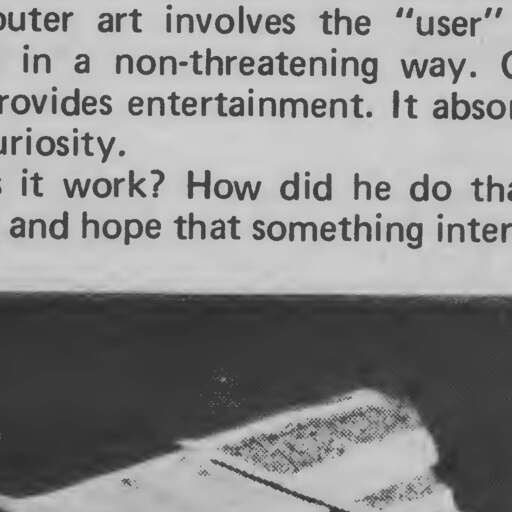 outer art involves the “user”
in a non-threatening way.
rovides entertainment. It absor
uriosity.
s it work? How did he do tha
and hope that something inter